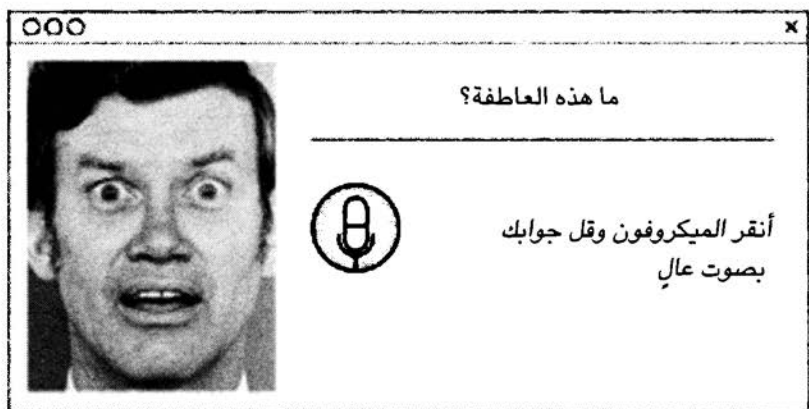 ما هذه العاطفة؟
أنقر الميكروفون وقل جوابك
بصوت عالٍ